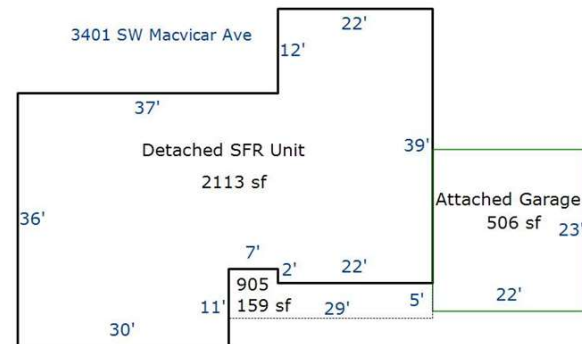 22'
3401 SW Macvicar Ave
12'
37'
Detached SFR Unit
2113 sf
39'
Attached Garage
506 sf
36'
23'
7'
2'
22'
905
159 sf
11'
29'
5'
22'
30'